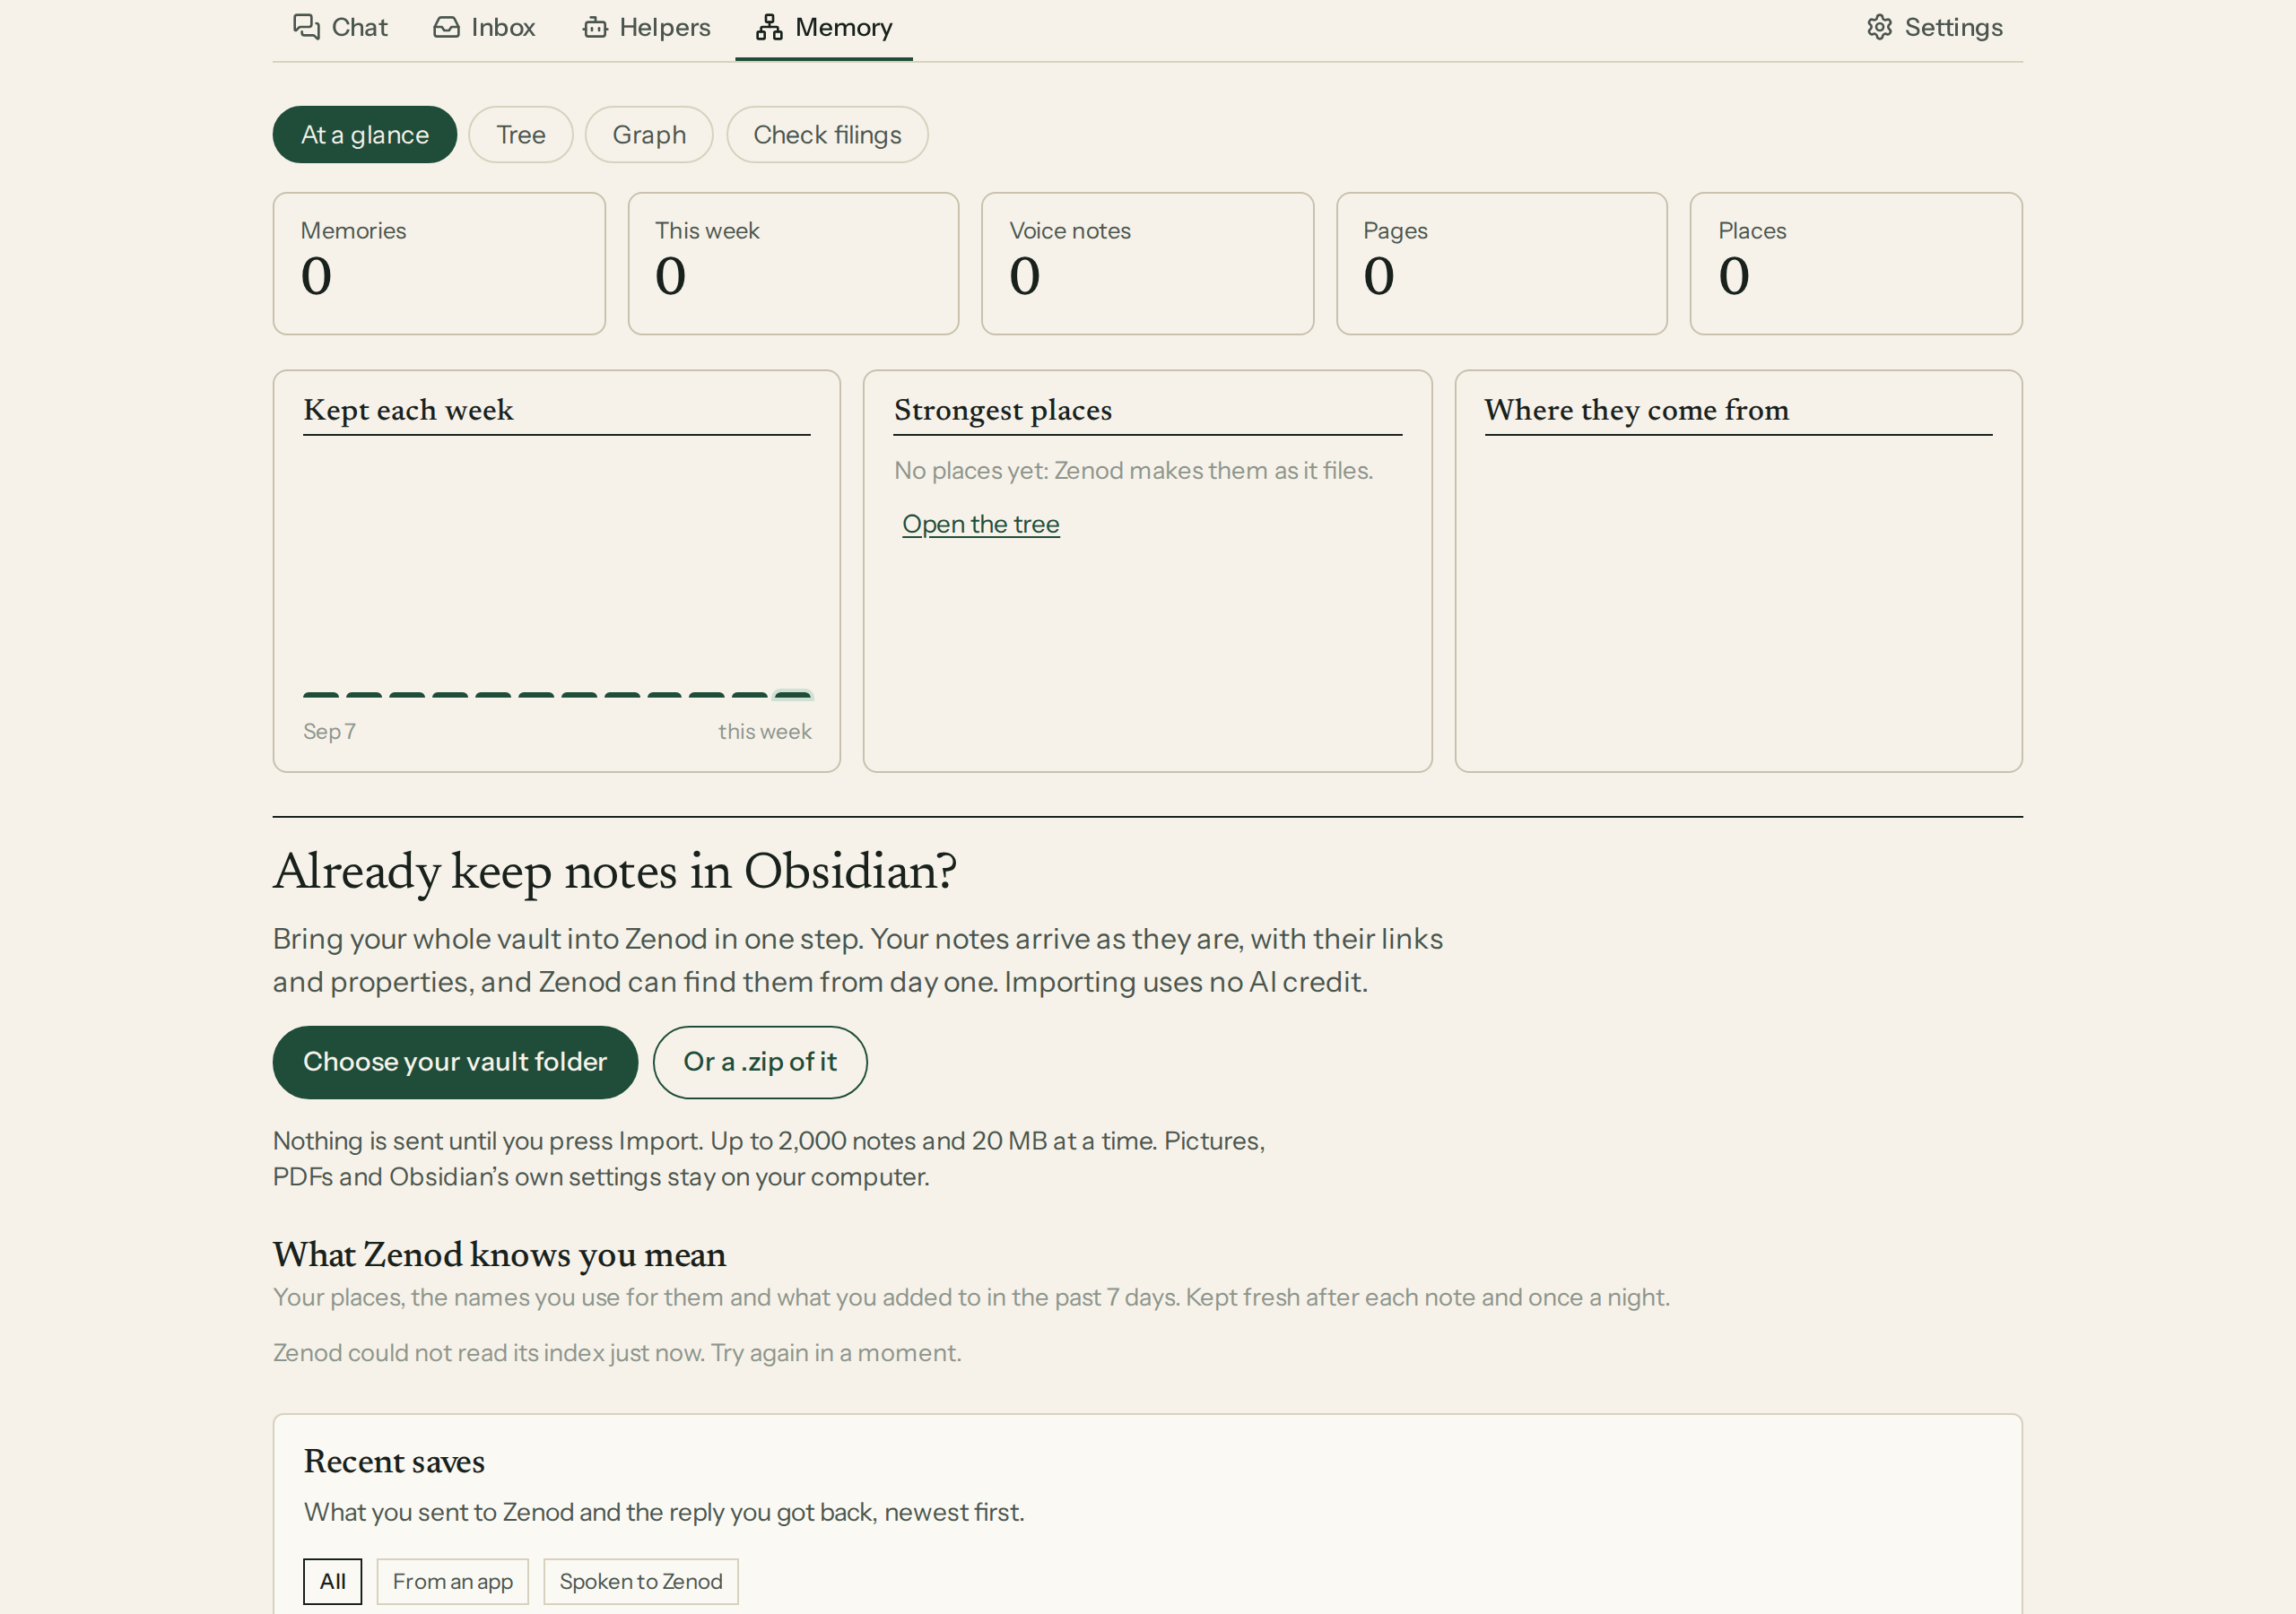 Chat
Inbox
Helpers
Memory
Settings
At a glance
Tree
Graph
Check filings
Memories
0
This week
0
Voice notes
0
Pages
0
Places
0
Kept each week
Sep 7
this week
Strongest places
No places yet: Zenod makes them as it files.
Open the tree
Where they come from
Already keep notes in Obsidian?
Bring your whole vault into Zenod in one step. Your notes arrive as they are, with their links
and properties, and Zenod can find them from day one. Importing uses no AI credit.
Choose your vault folder
Or a .zip of it
Nothing is sent until you press Import. Up to 2,000 notes and 20 MB at a time. Pictures,
PDFs and Obsidian’s own settings stay on your computer.
What Zenod knows you mean
Your places, the names you use for them and what you added to in the past 7 days. Kept fresh after each note and once a night.
Zenod could not read its index just now. Try again in a moment.
Recent saves
What you sent to Zenod and the reply you got back, newest first.
All
From an app
Spoken to Zenod